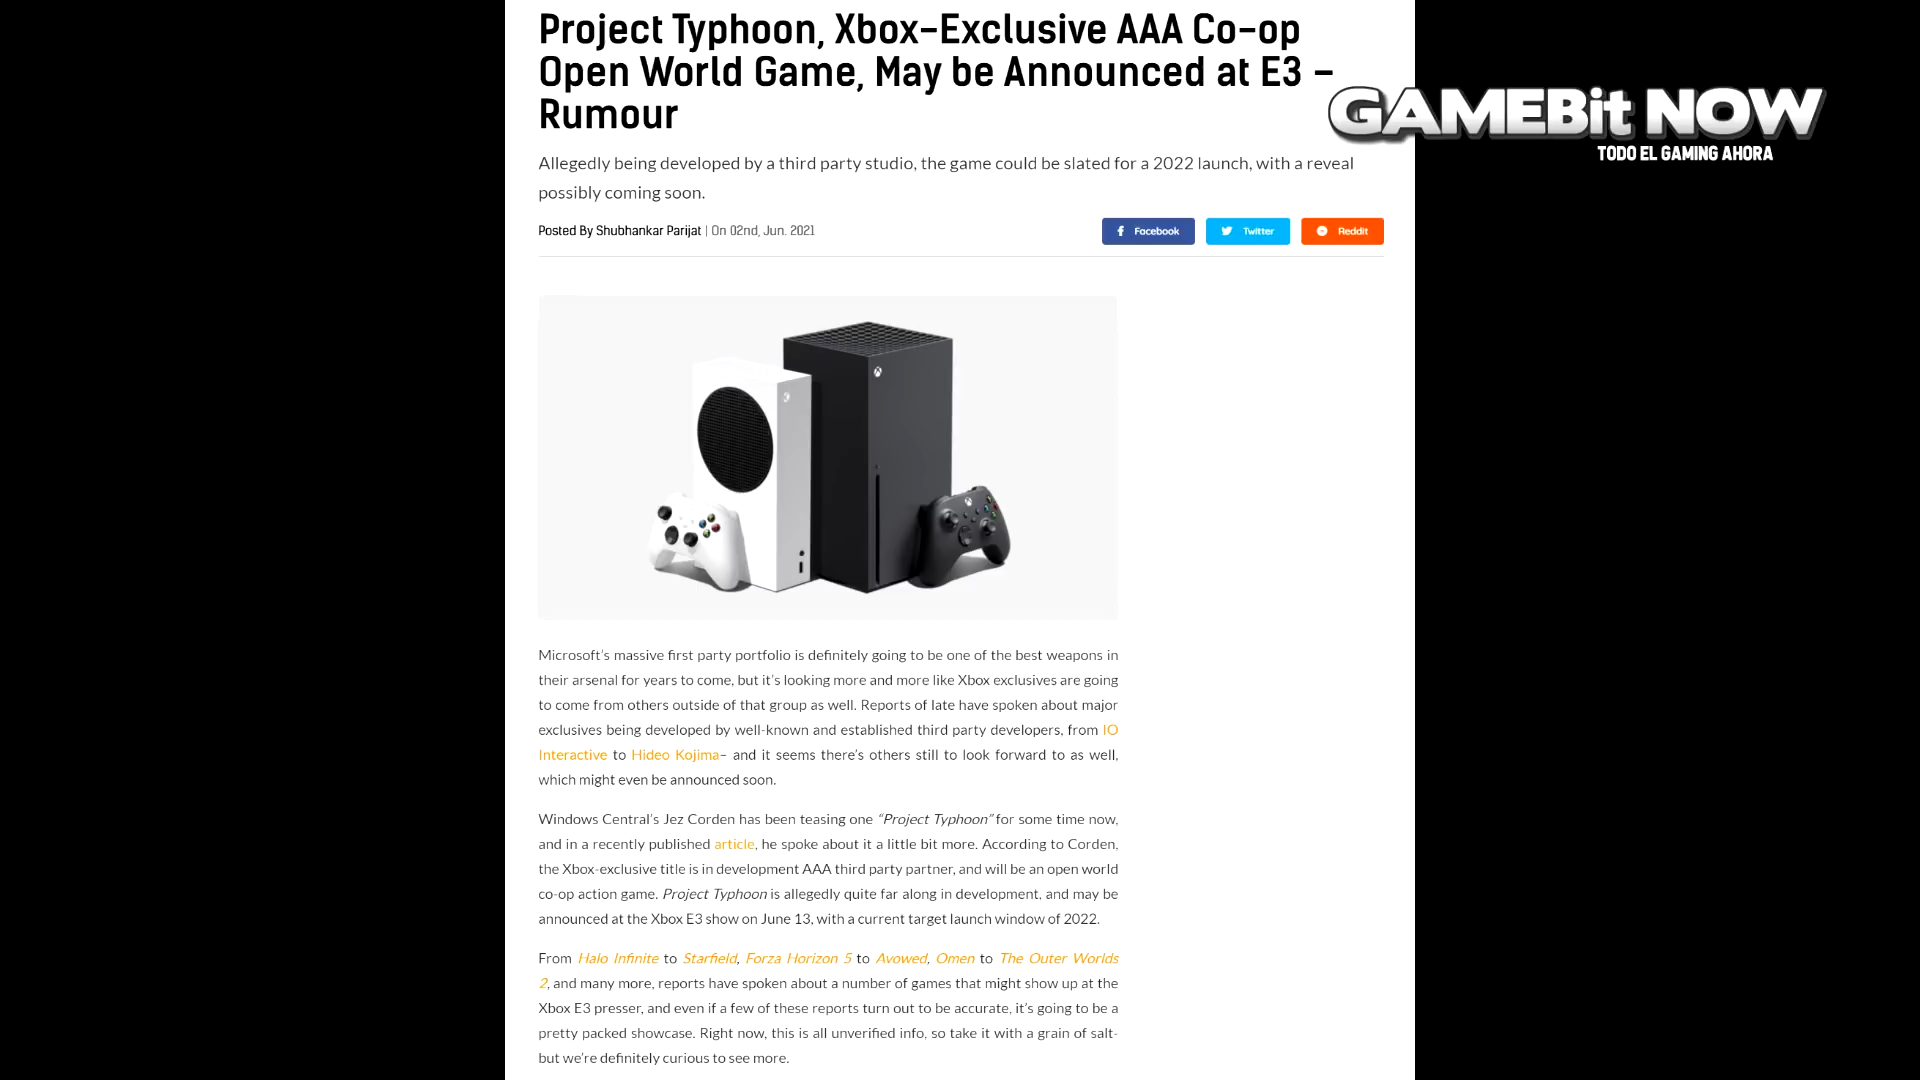 Project Typhoon, Xbox-Exclusive AAA Co-op
Open World Game, May be Announced at E3 –
Rumour
GAMEBit NOW
TODO EL GAMING AHORA
Allegedly being developed by a third party studio, the game could be slated for a 2022 launch, with a reveal
possibly coming soon.
Posted By Shubhankar Parijat | On 02nd, Jun. 2021
Facebook
Twitter
Reddit
Microsoft's massive first party portfolio is definitely going to be one of the best weapons in
their arsenal for years to come, but it's looking more and more like Xbox exclusives are going
to come from others outside of that group as well. Reports of late have spoken about major
exclusives being developed by well-known and established third party developers, from IO
Interactive to Hideo Kojima– and it seems there's others still to look forward to as well,
which might even be announced soon.
Windows Central's Jez Corden has been teasing one "Project Typhoon" for some time now,
and in a recently published article, he spoke about it a little bit more. According to Corden,
the Xbox-exclusive title is in development AAA third party partner, and will be an open world
co-op action game. Project Typhoon is allegedly quite far along in development, and may be
announced at the Xbox E3 show on June 13, with a current target launch window of 2022.
From Halo Infinite to Starfield, Forza Horizon 5 to Avowed, Omen to The Outer Worlds
2, and many more, reports have spoken about a number of games that might show up at the
Xbox E3 presser, and even if a few of these reports turn out to be accurate, it's going to be a
pretty packed showcase. Right now, this is all unverified info, so take it with a grain of salt-
but we're definitely curious to see more.